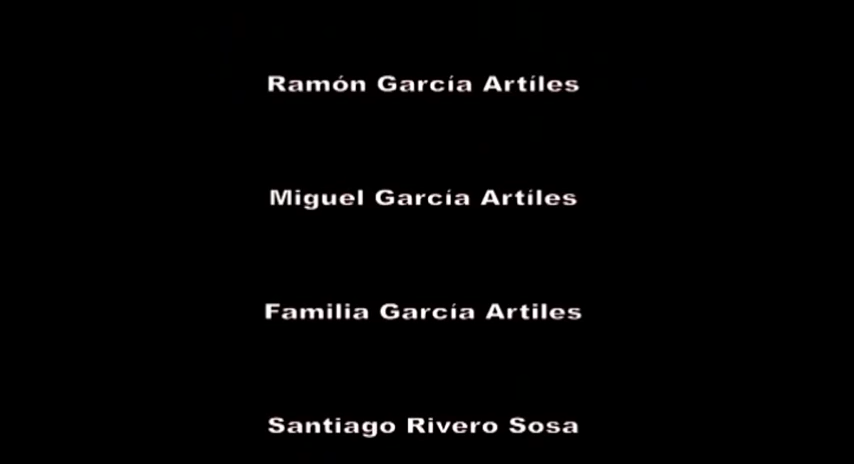 Ramón García Artíles
Miguel García Artíles
Familia García Artiles
Santiago Rivero Sosa